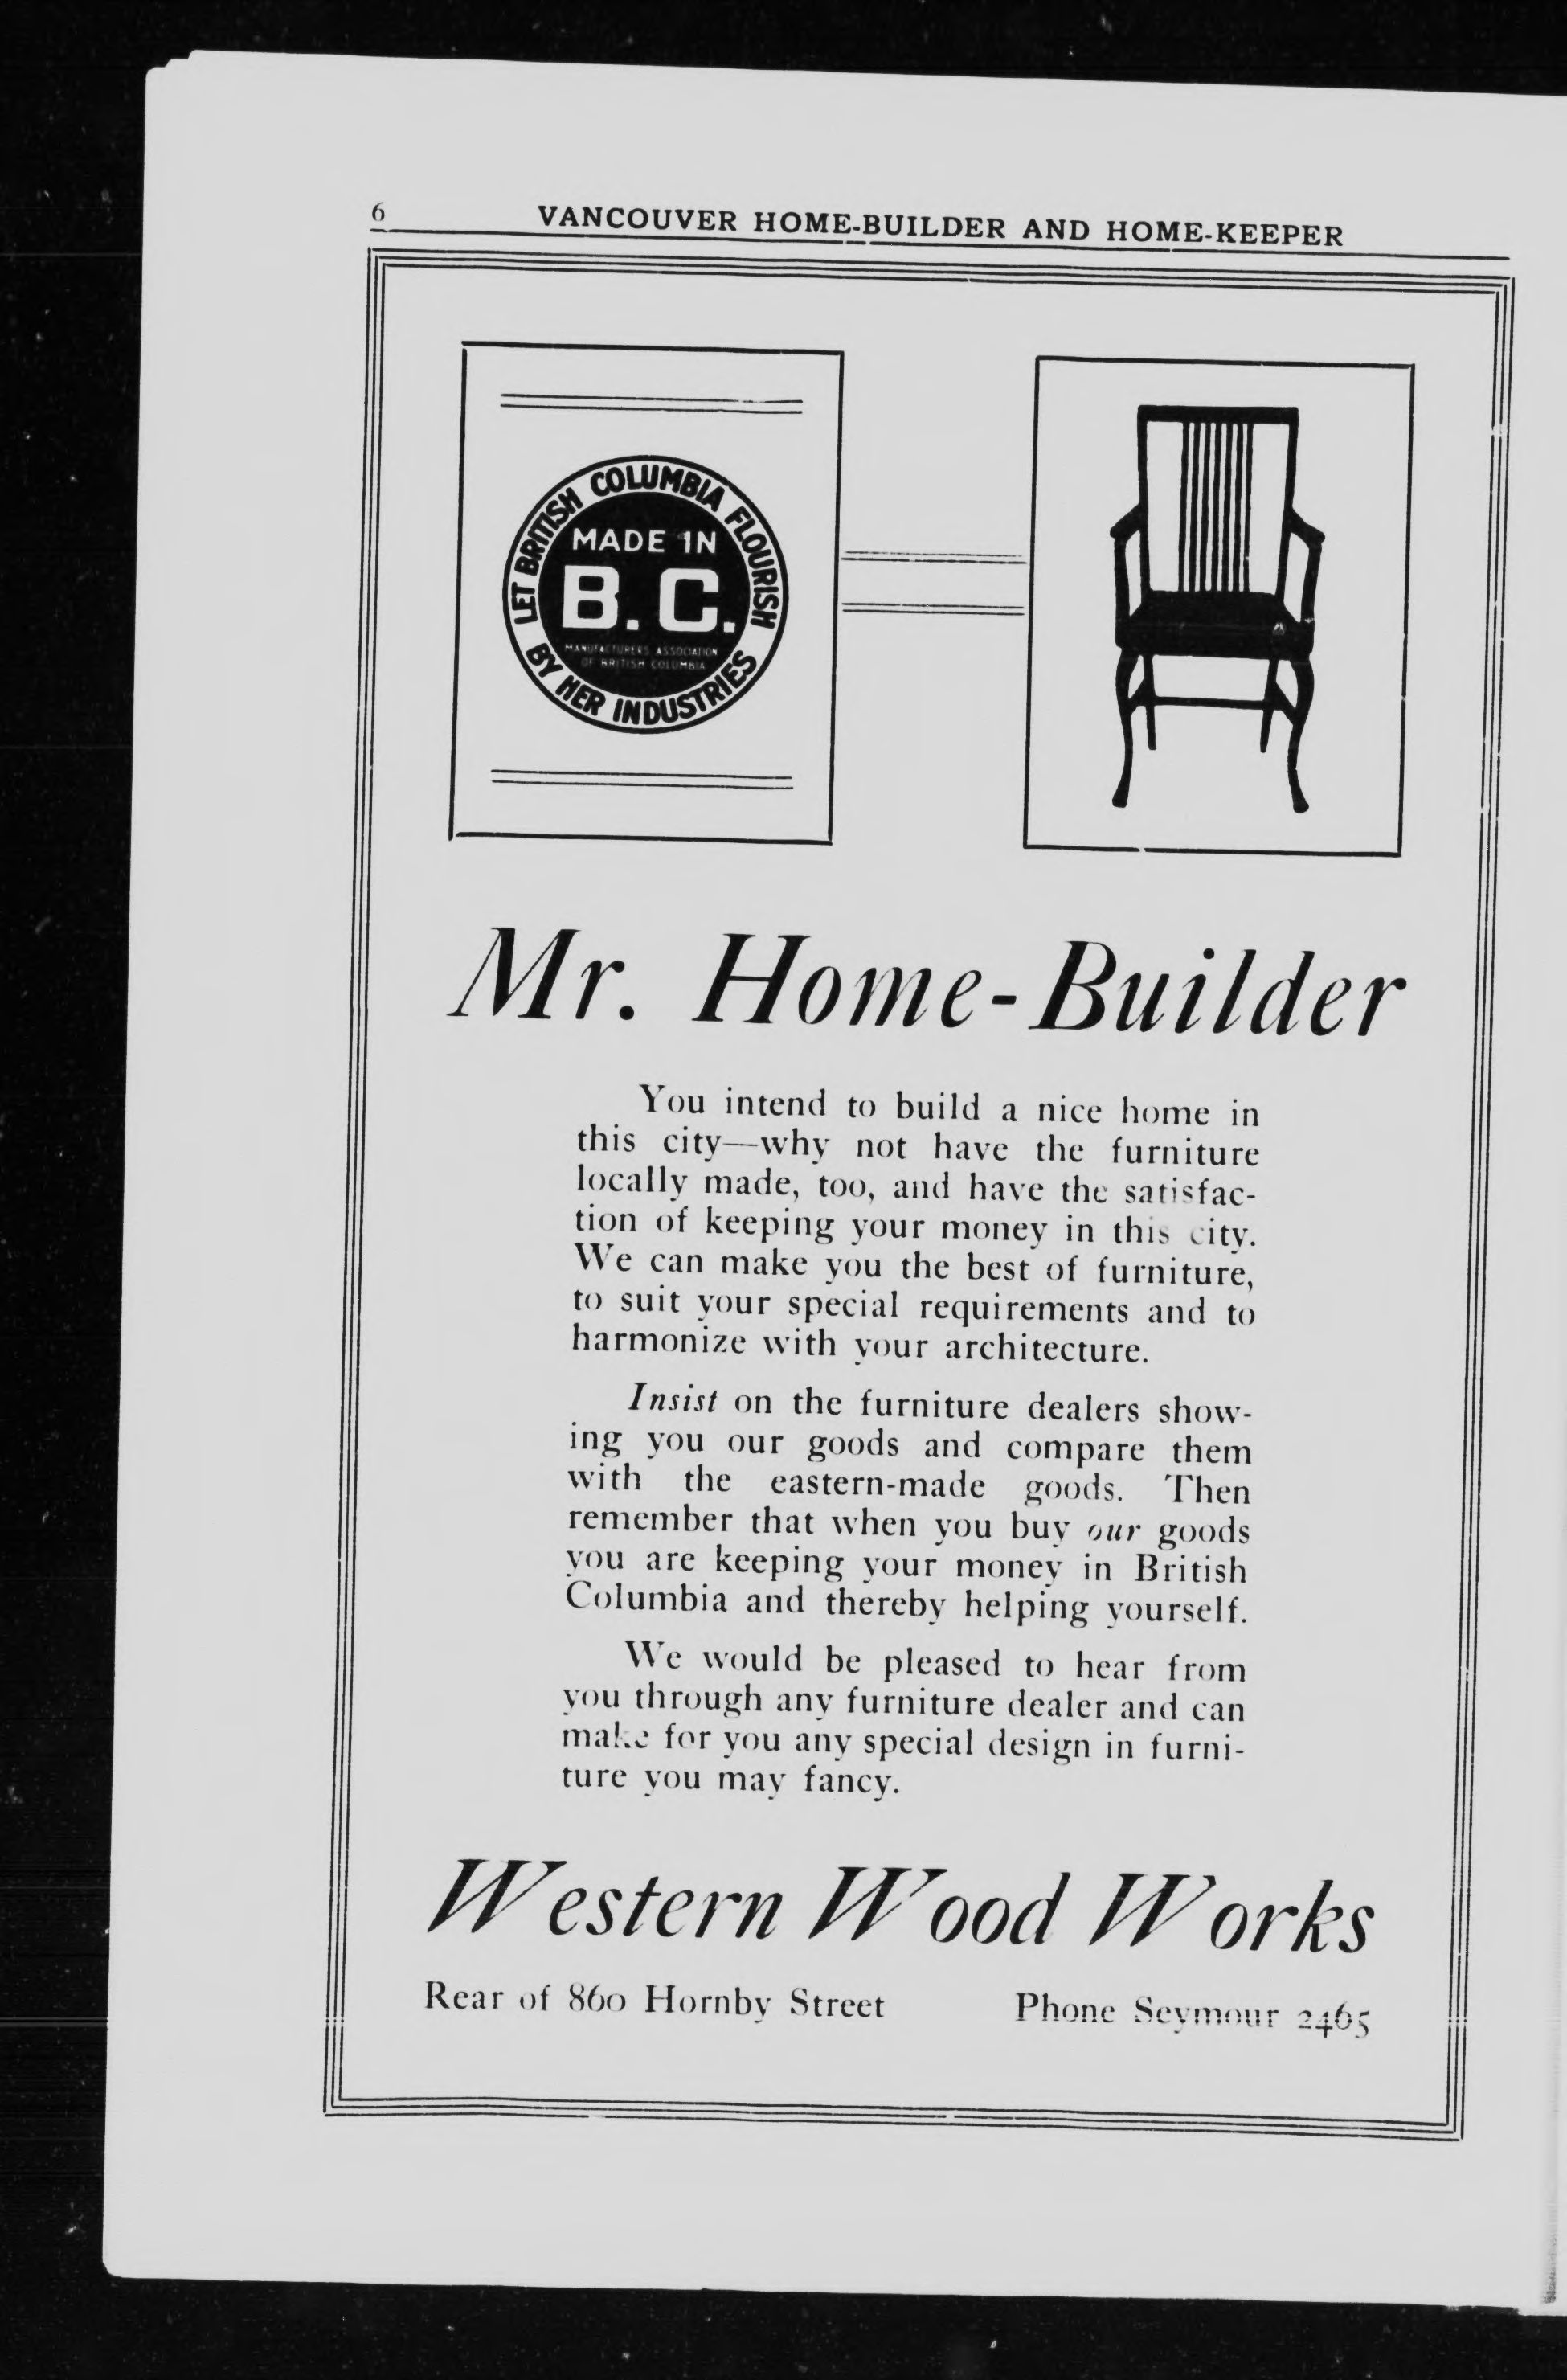 6
VANCOUVER HOME-BUILDER AND HOME-KEEPER
LET BRITISH COLUMBIA FLOURISH
BY HER INDUSTRIES
MADE IN
B.C.
MANUFACTURERS ASSOCIATION
OF BRITISH COLUMBIA
Mr. Home-Builder
You intend to build a nice home in
this city—why not have the furniture
locally made, too, and have the satisfac-
tion of keeping your money in this city.
We can make you the best of furniture,
to suit your special requirements and to
harmonize with your architecture.
Insist on the furniture dealers show-
ing you our goods and compare them
with the eastern-made goods. Then
remember that when you buy our goods
you are keeping your money in British
Columbia and thereby helping yourself.
We would be pleased to hear from
you through any furniture dealer and can
make for you any special design in furni-
ture you may fancy.
Western Wood Works
Rear of 860 Hornby Street Phone Seymour 2465